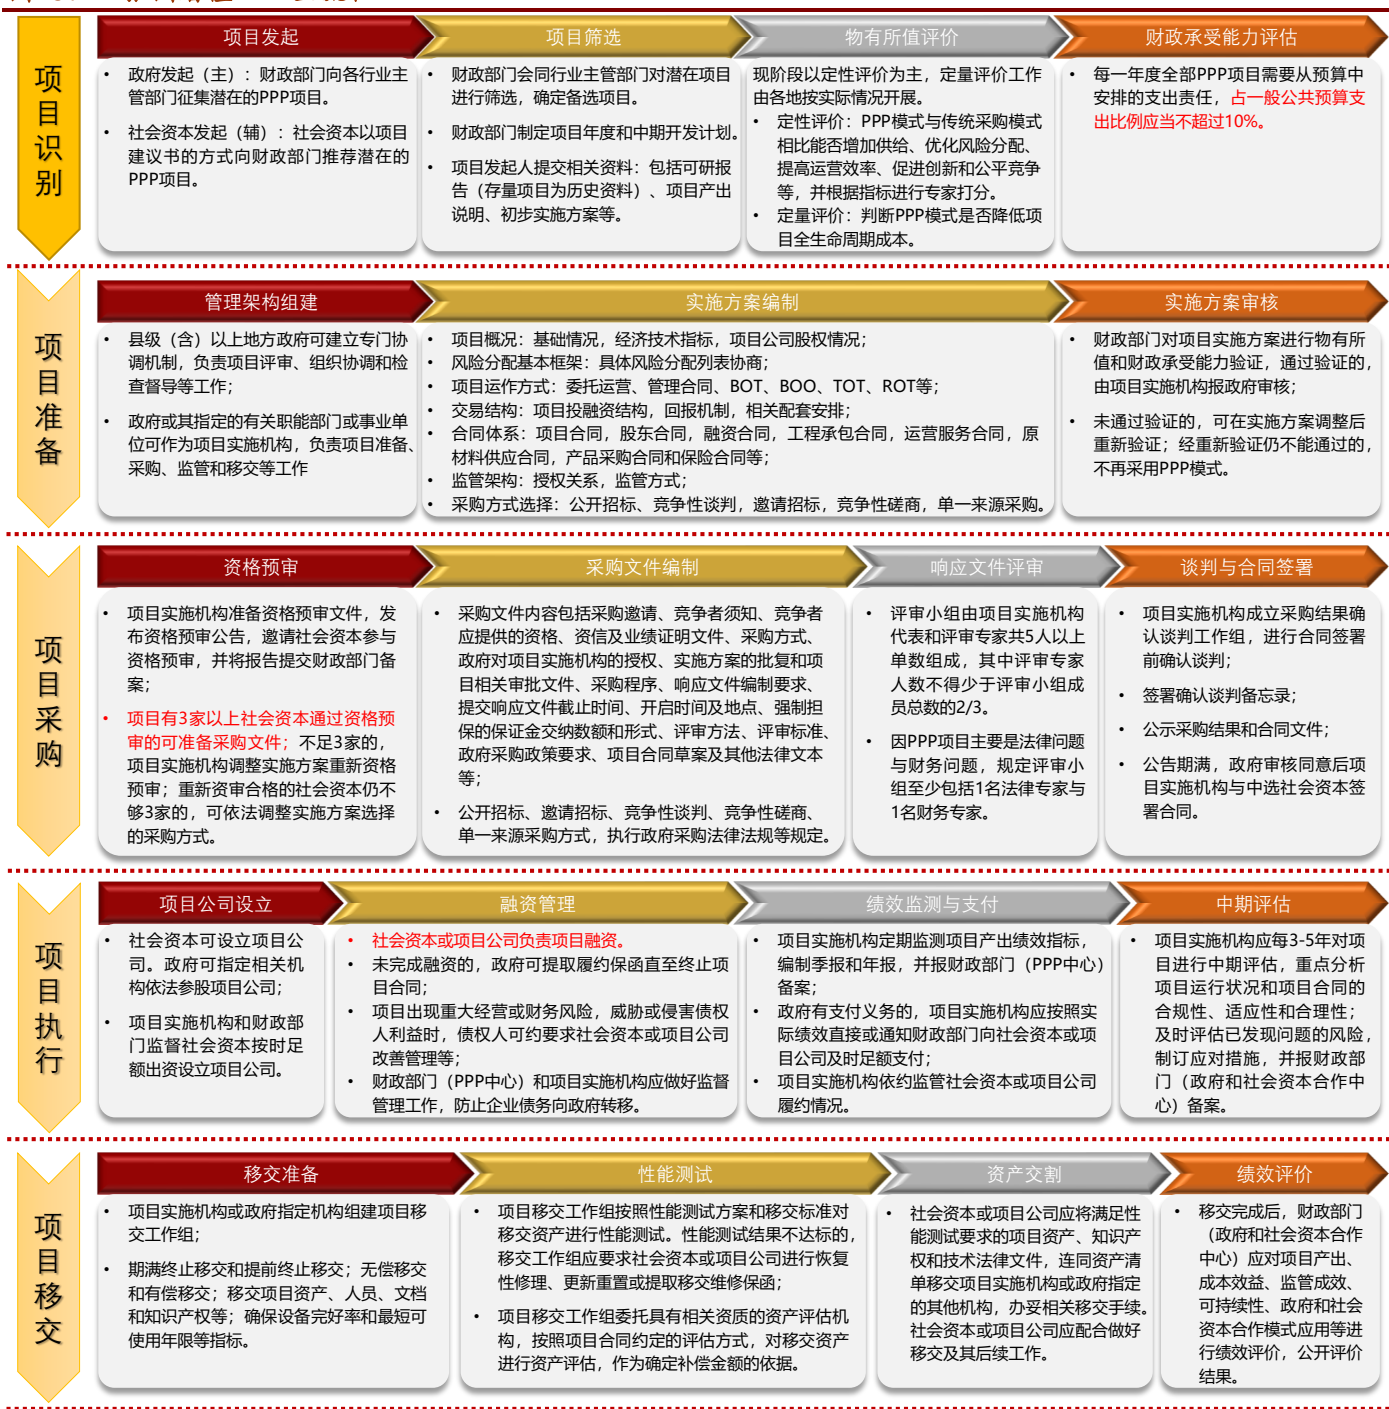 项目识别
项目发起
政府发起（主）：财政部门向各行业主
管部门征集潜在的PPP项目。
社会资本发起（辅）：社会资本以项目
建议书的方式向财政部门推荐潜在的
PPP项目。
项目筛选
财政部门会同行业主管部门对潜在项目
进行筛选，确定备选项目。
财政部门制定项目年度和中期开发计划。
项目发起人提交相关资料：包括可研报
告（存量项目为历史资料）、项目产出
说明、初步实施方案等。
物有所值评价
现阶段以定性评价为主，定量评价工作
由各地按实际情况开展。
定性评价：PPP模式与传统采购模式
相比能否增加供给、优化风险分配、
提高运营效率、促进创新和公平竞争
等，并根据指标进行专家打分。
定量评价：判断PPP模式是否降低项
目全生命周期成本。
财政承受能力评估
每一年度全部PPP项目需要从预算中
安排的支出责任，占一般公共预算支
出比例应当不超过10%。
项目准备
管理架构组建
县级（含）以上地方政府可建立专门协
调机制，负责项目评审、组织协调和检
查督导等工作；
政府或其指定的有关职能部门或事业单
位可作为项目实施机构，负责项目准备、
采购、监管和移交等工作
实施方案编制
项目概况：基础情况，经济技术指标，项目公司股权情况；
风险分配基本框架：具体风险分配列表协商；
项目运作方式：委托运营、管理合同、BOT、BOO、TOT、ROT等；
交易结构：项目投融资结构，回报机制，相关配套安排；
合同体系：项目合同，股东合同，融资合同，工程承包合同，运营服务合同，原
材料供应合同，产品采购合同和保险合同等；
监管架构：授权关系，监管方式；
采购方式选择：公开招标、竞争性谈判，邀请招标，竞争性磋商，单一来源采购。
实施方案审核
财政部门对项目实施方案进行物有所
值和财政承受能力验证，通过验证的，
由项目实施机构报政府审核；
未通过验证的，可在实施方案调整后
重新验证；经重新验证仍不能通过的，
不再采用PPP模式。
项目采购
资格预审
项目实施机构准备资格预审文件，发
布资格预审公告，邀请社会资本参与
资格预审，并将报告提交财政部门备
案；
项目有3家以上社会资本通过资格预
审的可准备采购文件；不足3家的，
项目实施机构调整实施方案重新资格
预审；重新资审合格的社会资本仍不
够3家的，可依法调整实施方案选择
的采购方式。
采购文件编制
采购文件内容包括采购邀请、竞争者须知、竞争者
应提供的资格、资信及业绩证明文件、采购方式、
政府对项目实施机构的授权、实施方案的批复和项
目相关审批文件、采购程序、响应文件编制要求、
提交响应文件截止时间、开启时间及地点、强制担
保的保证金交纳数额和形式、评审方法、评审标准、
政府采购政策要求、项目合同草案及其他法律文本
等；
公开招标、邀请招标、竞争性谈判、竞争性磋商、
单一来源采购方式，执行政府采购法律法规等规定。
响应文件评审
评审小组由项目实施机构
代表和评审专家共5人以上
单数组成，其中评审专家
人数不得少于评审小组成
员总数的2/3。
因PPP项目主要是法律问题
与财务问题，规定评审小
组至少包括1名法律专家与
1名财务专家。
谈判与合同签署
项目实施机构成立采购结果确
认谈判工作组，进行合同签署
前确认谈判；
签署确认谈判备忘录；
公示采购结果和合同文件；
公告期满，政府审核同意后项
目实施机构与中选社会资本签
署合同。
项目执行
项目公司设立
社会资本可设立项目公
司。政府可指定相关机
构依法参股项目公司；
项目实施机构和财政部
门监督社会资本按时足
额出资设立项目公司。
融资管理
社会资本或项目公司负责项目融资。
未完成融资的，政府可提取履约保函直至终止项
目合同；
项目出现重大经营或财务风险，威胁或侵害债权
人利益时，债权人可约要求社会资本或项目公司
改善管理等；
财政部门（PPP中心）和项目实施机构应做好监督
管理工作，防止企业债务向政府转移。
绩效监测与支付
项目实施机构定期监测项目产出绩效指标，
编制季报和年报，并报财政部门（PPP中心）
备案；
政府有支付义务的，项目实施机构应按照实
际绩效直接或通知财政部门向社会资本或项
目公司及时足额支付；
项目实施机构依约监管社会资本或项目公司
履约情况。
中期评估
项目实施机构应每3-5年对项
目进行中期评估，重点分析
项目运行状况和项目合同的
合规性、适应性和合理性；
及时评估已发现问题的风险，
制订应对措施，并报财政部
门（政府和社会资本合作中
心）备案。
项目移交
移交准备
项目实施机构或政府指定机构组建项目移
交工作组；
期满终止移交和提前终止移交；无偿移交
和有偿移交；移交项目资产、人员、文档
和知识产权等；确保设备完好率和最短可
使用年限等指标。
性能测试
项目移交工作组按照性能测试方案和移交标准对
移交资产进行性能测试。性能测试结果不达标的，
移交工作组应要求社会资本或项目公司进行恢复
性修理、更新重置或提取移交维修保函；
项目移交工作组委托具有相关资质的资产评估机
构，按照项目合同约定的评估方式，对移交资产
进行资产评估，作为确定补偿金额的依据。
资产交割
社会资本或项目公司应将满足性
能测试要求的项目资产、知识产
权和技术法律文件，连同资产清
单移交项目实施机构或政府指定
的其他机构，办妥相关移交手续。
社会资本或项目公司应配合做好
移交及其后续工作。
绩效评价
移交完成后，财政部门
（政府和社会资本合作
中心）应对项目产出、
成本效益、监管成效、
可持续性、政府和社会
资本合作模式应用等进
行绩效评价，公开评价
结果。